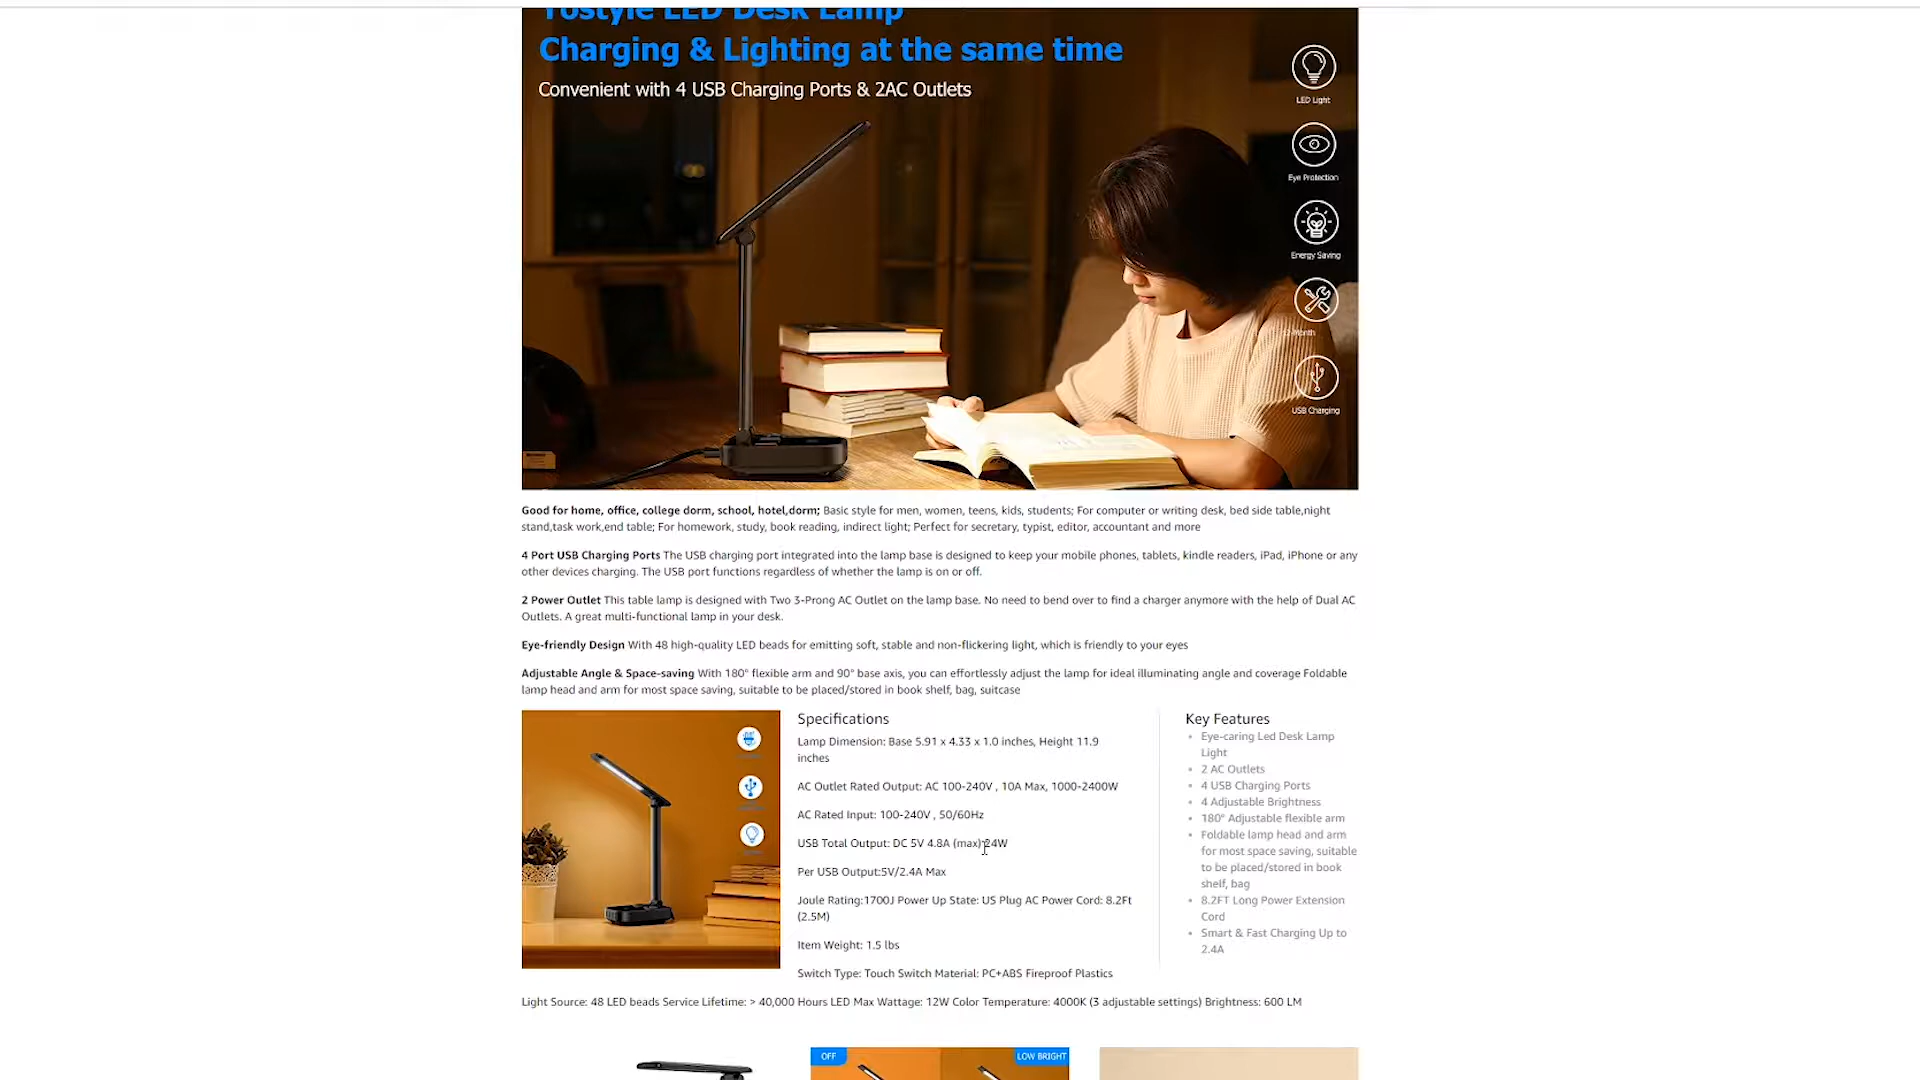 Yostyle LED Desk Lamp
Charging & Lighting at the same time
Convenient with 4 USB Charging Ports & 2AC Outlets
LED Light
Eye Protection
Energy Saving
Month
USB Charging
Good for home, office, college dorm, school, hotel,dorm; Basic style for men, women, teens, kids, students; For computer or writing desk, bed side table,night
stand,task work,end table; For homework, study, book reading, indirect light; Perfect for secretary, typist, editor, accountant and more
4 Port USB Charging Ports The USB charging port integrated into the lamp base is designed to keep your mobile phones, tablets, kindle readers, iPad, iPhone or any
other devices charging. The USB port functions regardless of whether the lamp is on or off.
2 Power Outlet This table lamp is designed with Two 3-Prong AC Outlet on the lamp base. No need to bend over to find a charger anymore with the help of Dual AC
Outlets. A great multi-functional lamp in your desk.
Eye-friendly Design With 48 high-quality LED beads for emitting soft, stable and non-flickering light, which is friendly to your eyes
Adjustable Angle & Space-saving With 180° flexible arm and 90° base axis, you can effortlessly adjust the lamp for ideal illuminating angle and coverage Foldable
lamp head and arm for most space saving, suitable to be placed/stored in book shelf, bag, suitcase
Specifications
Lamp Dimension: Base 5.91 x 4.33 x 1.0 inches, Height 11.9
inches
AC Outlet Rated Output: AC 100-240V , 10A Max, 1000-2400W
AC Rated Input: 100-240V , 50/60Hz
USB Total Output: DC 5V 4.8A (max) 24W
Per USB Output:5V/2.4A Max
Joule Rating:1700J Power Up State: US Plug AC Power Cord: 8.2Ft
(2.5M)
Item Weight: 1.5 lbs
Switch Type: Touch Switch Material: PC+ABS Fireproof Plastics
Key Features
Eye-caring Led Desk Lamp
Light
2 AC Outlets
4 USB Charging Ports
4 Adjustable Brightness
180° Adjustable flexible arm
Foldable lamp head and arm
for most space saving, suitable
to be placed/stored in book
shelf, bag
8.2FT Long Power Extension
Cord
Smart & Fast Charging Up to
2.4A
Light Source: 48 LED beads Service Lifetime: > 40,000 Hours LED Max Wattage: 12W Color Temperature: 4000K (3 adjustable settings) Brightness: 600 LM
OFF
LOW BRIGHT